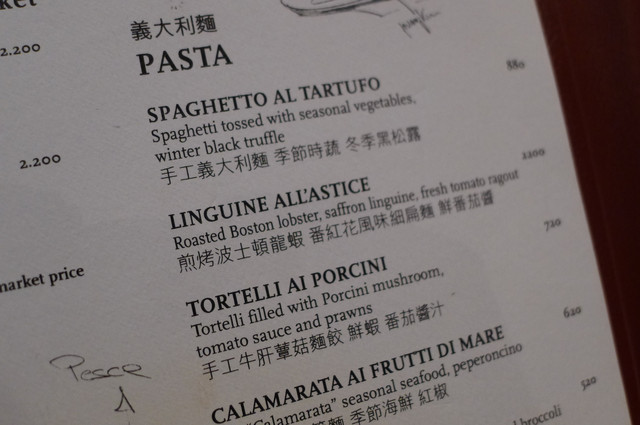 ket
2.200
2.200
market price
Pesce
義大利麵
PASTA
SPAGHETTO AL TARTUFO
880
Spaghetti tossed with seasonal vegetables,
winter black truffle
手工義大利麵 季節時蔬 冬季黑松露
LINGUINE ALL'ASTICE
2200
Roasted Boston lobster, saffron linguine, fresh tomato ragout
煎烤波士頓龍蝦 番紅花風味細扁麵 鮮番茄醬
TORTELLI AI PORCINI
720
Tortelli filled with Porcini mushroom,
tomato sauce and prawns
手工牛肝蕈菇麵餃 鮮蝦 番茄醬汁
CALAMARATA AI FRUTTI DI MARE
620
"Calamarata" seasonal seafood, peperoncino
麵 季節海鮮 紅椒
520
broccoli